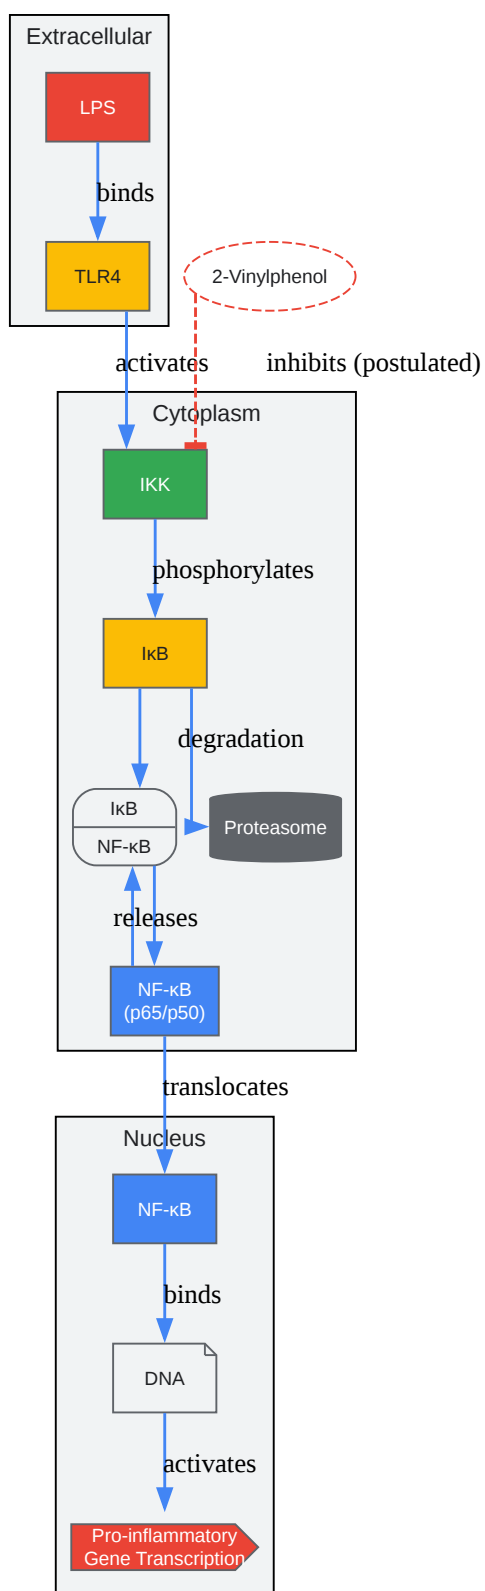 Extracellular
LPS
binds
TLR4
2-Vinylphenol
activates
inhibits (postulated)
Cytoplasm
IKK
phosphorylates
IκB
degradation
IκB
NF-κB
Proteasome
releases
NF-κB
(p65/p50)
translocates
Nucleus
NF-κB
binds
DNA
activates
Pro-inflammatory
Gene Transcription